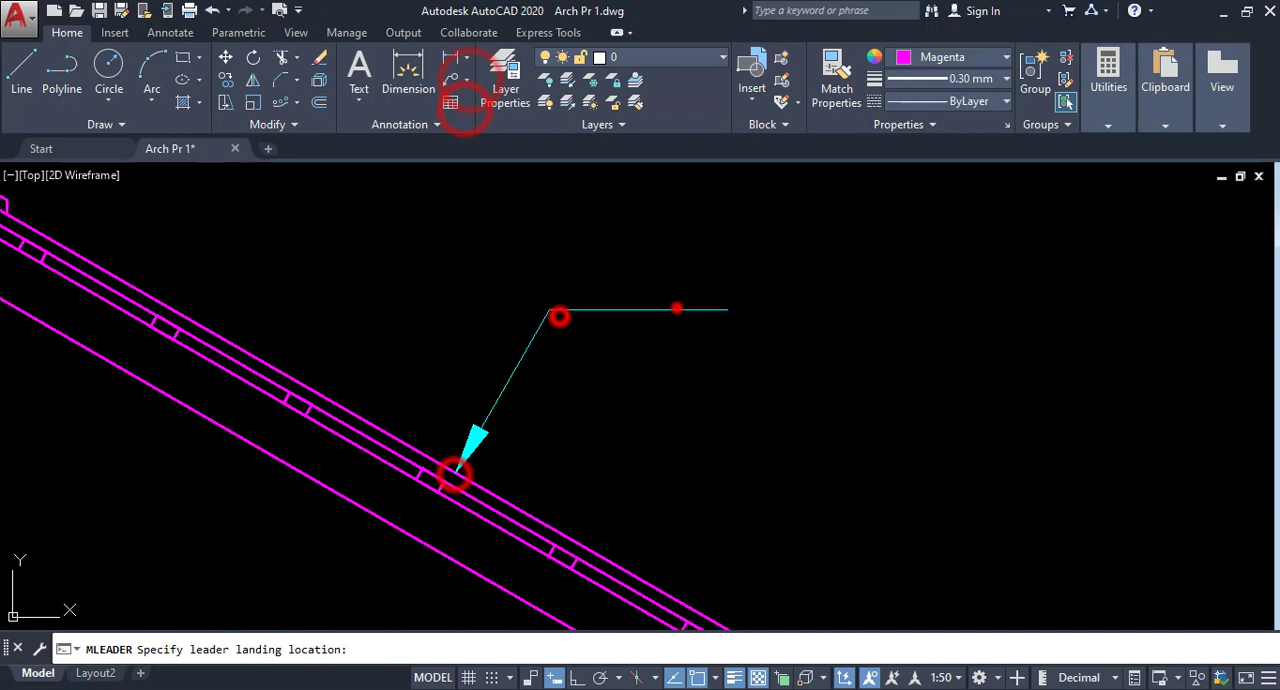 Autodesk AutoCAD 2020 Arch Pr 1.dwg
Type a keyword or phrase
Sign In
Home Insert Annotate Parametric View Manage Output Collaborate Express Tools
0
Magenta
0.30 mm
ByLayer
Line Polyline Circle Arc
Text Dimension
Layer
Properties
Insert
Match
Properties
Group
Utilities
Clipboard
View
Draw Modify Annotation Layers Block Properties Groups
Start Arch Pr 1*
[−][Top][2D Wireframe]
Y
X
MLEADER Specify leader landing location:
Model Layout2
MODEL 1:50 Decimal